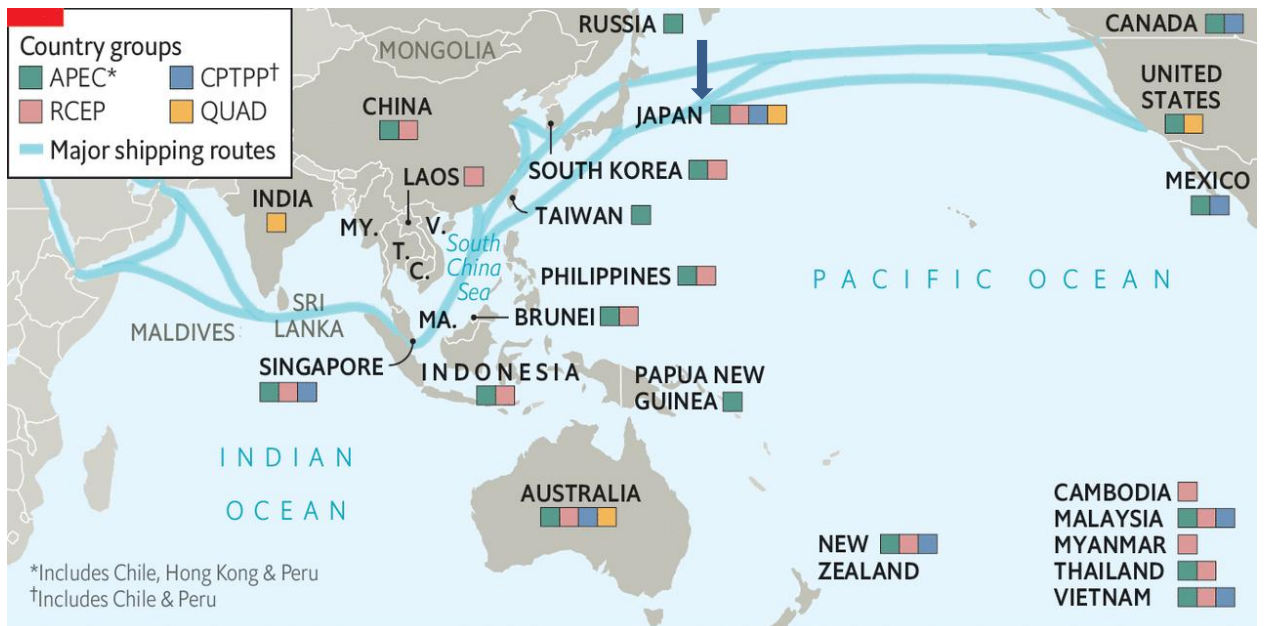 Country groups
APEC*
CPTPP†
RCEP
QUAD
Major shipping routes
RUSSIA
CANADA
MONGOLIA
UNITED
STATES
CHINA
JAPAN
SOUTH KOREA
MEXICO
LAOS
INDIA
TAIWAN
MY.
V.
T.
C.
South
China
Sea
PHILIPPINES
PACIFIC OCEAN
SRI
LANKA
MALDIVES
MA.
BRUNEI
SINGAPORE
INDONESIA
PAPUA NEW
GUINEA
INDIAN
OCEAN
AUSTRALIA
NEW
ZEALAND
CAMBODIA
MALAYSIA
MYANMAR
THAILAND
VIETNAM
*Includes Chile, Hong Kong & Peru
†Includes Chile & Peru